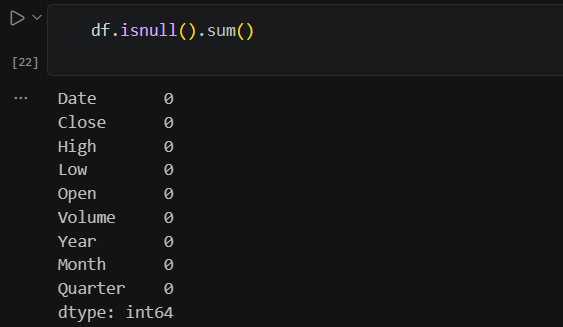 df.isnull().sum()
[22]
... Date 0
Close 0
High 0
Low 0
Open 0
Volume 0
Year 0
Month 0
Quarter 0
dtype: int64